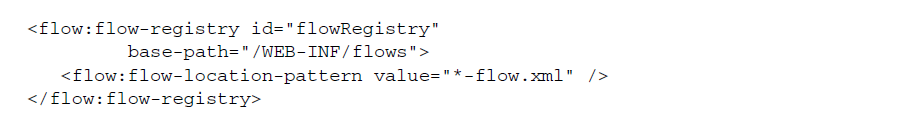 <flow:flow-registry id="flowRegistry"
base-path="/WEB-INF/flows">
<flow:flow-location-pattern value="*-flow.xml" />
</flow:flow-registry>